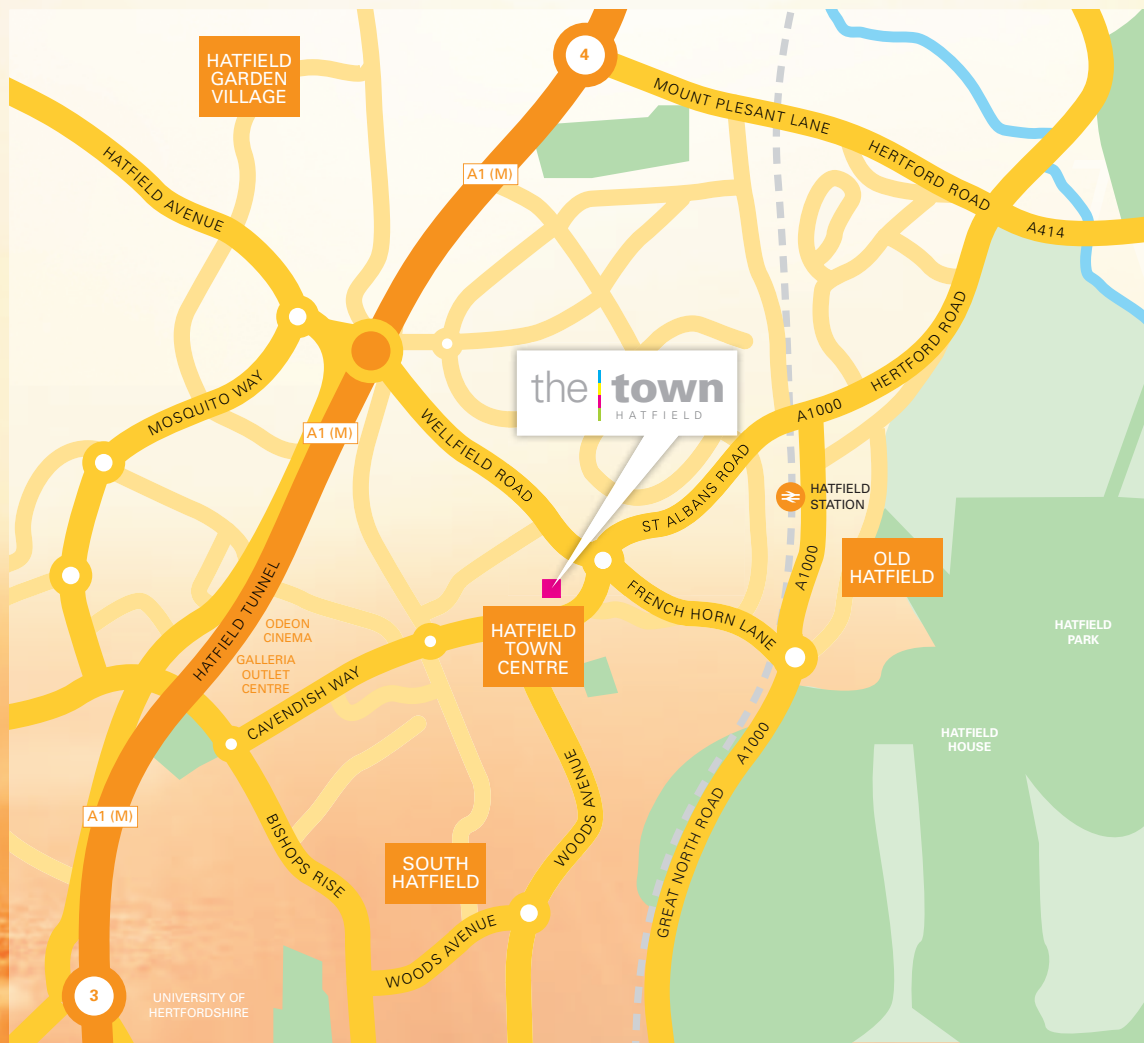 4
HATFIELD
GARDEN
VILLAGE
MOUNT PLESANT LANE
HATFIELD AVENUE
A1 (M)
HERTFORD ROAD
A414
HERTFORD ROAD
MOSQUITO WAY
the town
HATFIELD
A1000
A1 (M)
WELLFIELD ROAD
ST ALBANS ROAD
HATFIELD
STATION
A1000
OLD
HATFIELD
HATFIELD TUNNEL
FRENCH HORN LANE
ODEON
CINEMA
HATFIELD
TOWN
CENTRE
HATFIELD
PARK
GALLERIA
OUTLET
CENTRE
CAVENDISH WAY
A1000
HATFIELD
HOUSE
WOODS AVENUE
A1 (M)
BISHOPS RISE
SOUTH
HATFIELD
GREAT NORTH ROAD
WOODS AVENUE
3
UNIVERSITY OF
HERTFORDSHIRE